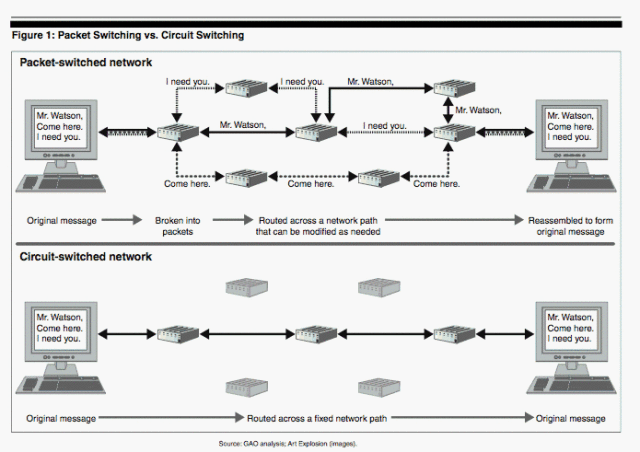 Figure 1: Packet Switching vs. Circuit Switching
Packet-switched network
I need you.
I need you.
Mr. Watson,
Mr. Watson,
Come here.
I need you.
Mr. Watson,
I need you.
Mr. Watson,
Mr. Watson,
Come here.
I need you.
Come here.
Come here.
Come here.
Original message
Broken into
packets
Routed across a network path
that can be modified as needed
Reassembled to form
original message
Circuit-switched network
Mr. Watson,
Come here.
I need you.
Mr. Watson,
Come here.
I need you.
Original message
Routed across a fixed network path
Original message
Source: GAO analysis; Art Explosion (images).